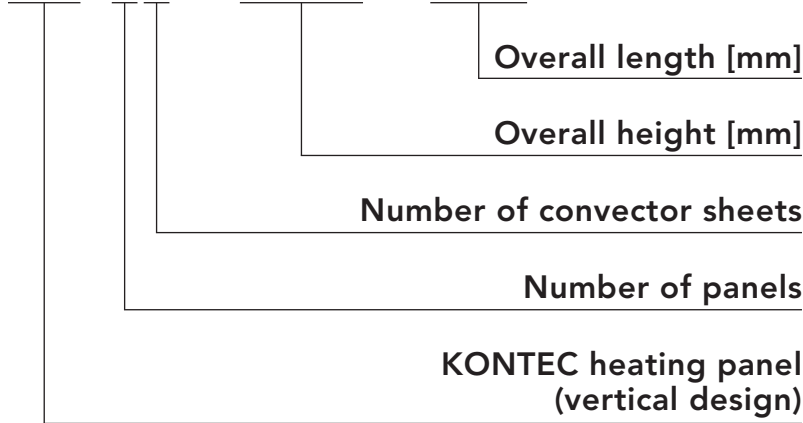 Overall length [mm]
Overall height [mm]
Number of convector sheets
Number of panels
KONTEC heating panel
(vertical design)